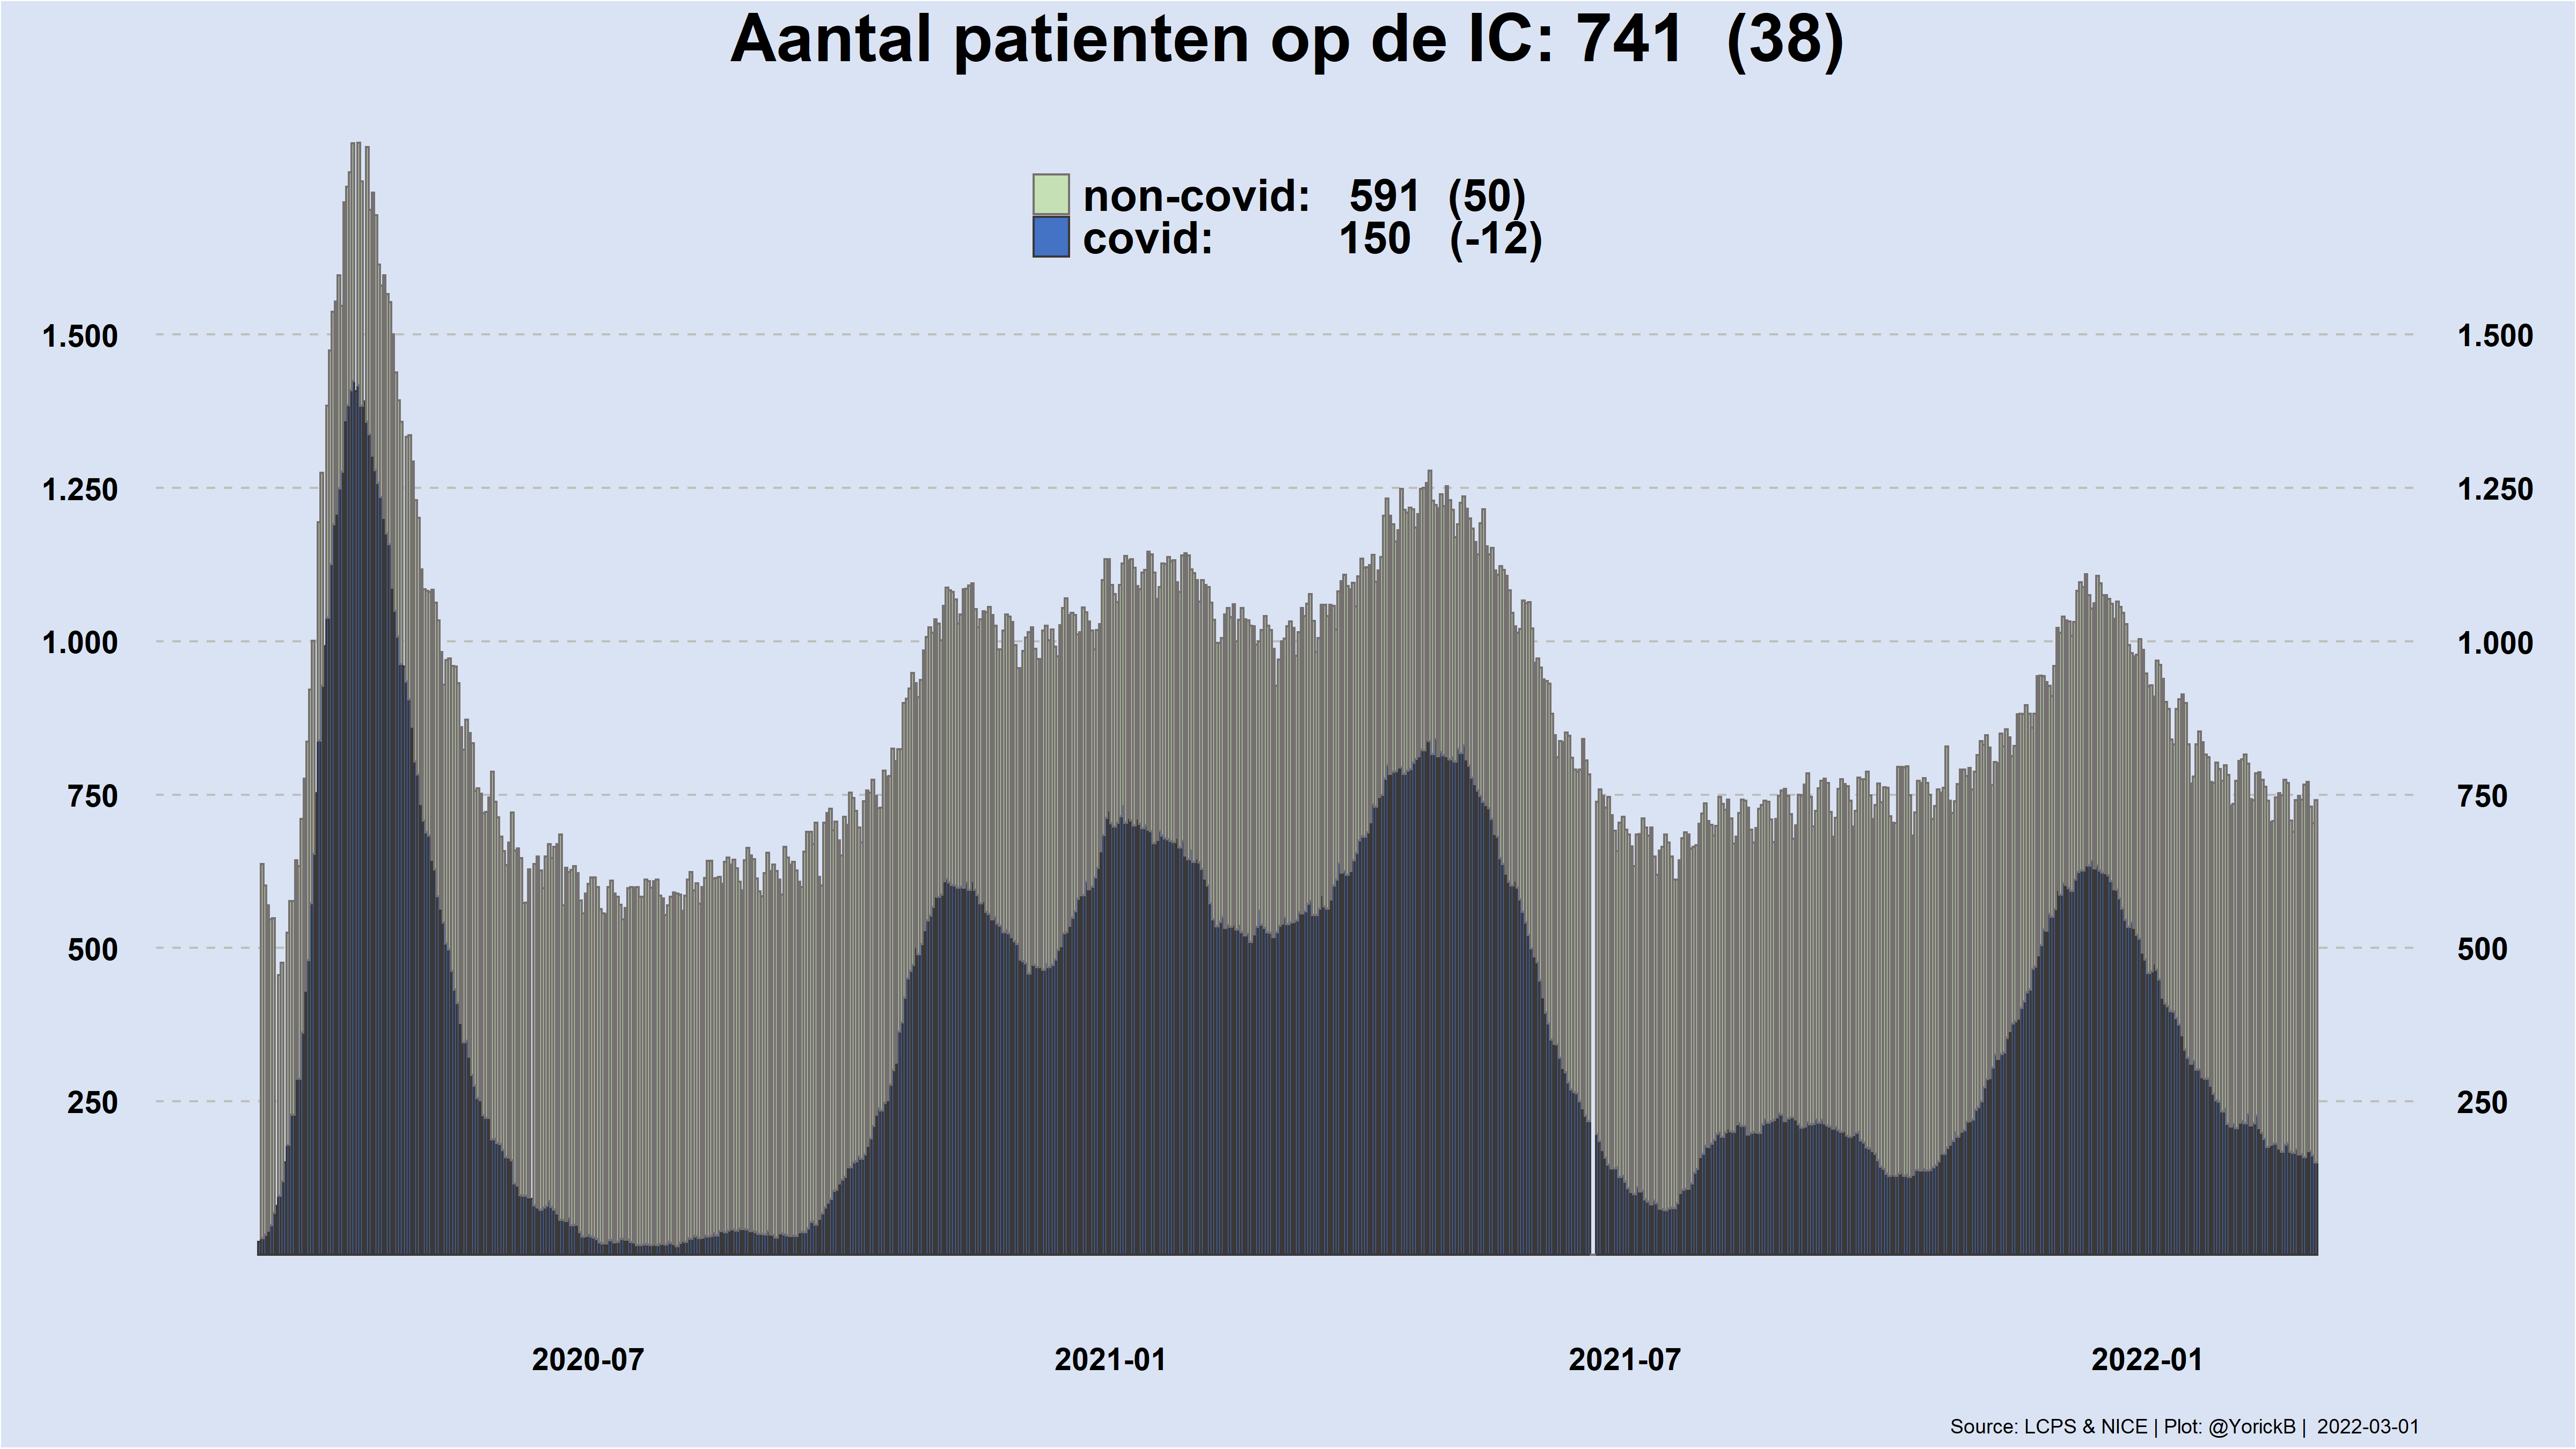 Aantal patienten op de IC: 741 (38)
non-covid: 591 (50)
covid: 150 (-12)
1.500 1.500
1.250 1.250
1.000 1.000
750 750
500 500
250 250
2020-07 2021-01 2021-07 2022-01
Source: LCPS & NICE | Plot: @YorickB | 2022-03-01